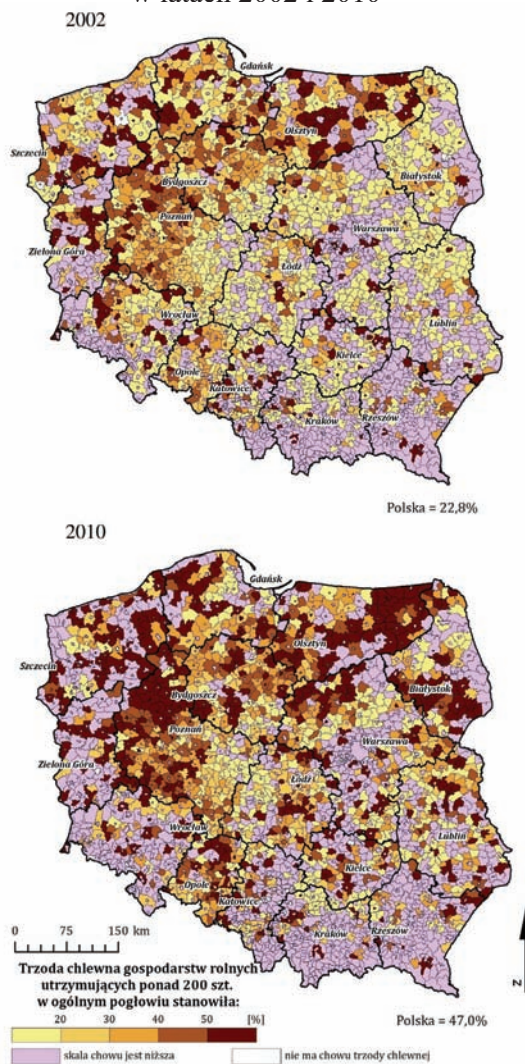 w latach 2002 i 2010
2002
Gdańsk
Olsztyn
Szczecin
Białystok
Bydgoszcz
Poznań
Warszawa
Zielona Góra
Łódź
Wrocław
Lublin
Opole
Kielce
Katowice
Kraków
Rzeszów
Polska = 22,8%
2010
Gdańsk
Olsztyn
Szczecin
Białystok
Bydgoszcz
Poznań
Warszawa
Zielona Góra
Łódź
Wrocław
Lublin
Opole
Kielce
Katowice
Kraków
Rzeszów
0 75 150 km
Trzoda chlewna gospodarstw rolnych
utrzymujących ponad 200 szt.
w ogólnym pogłowiu stanowiła:
20 30 40 50 [%]
skala chowu jest niższa
nie ma chowu trzody chlewnej
Polska = 47,0%
N